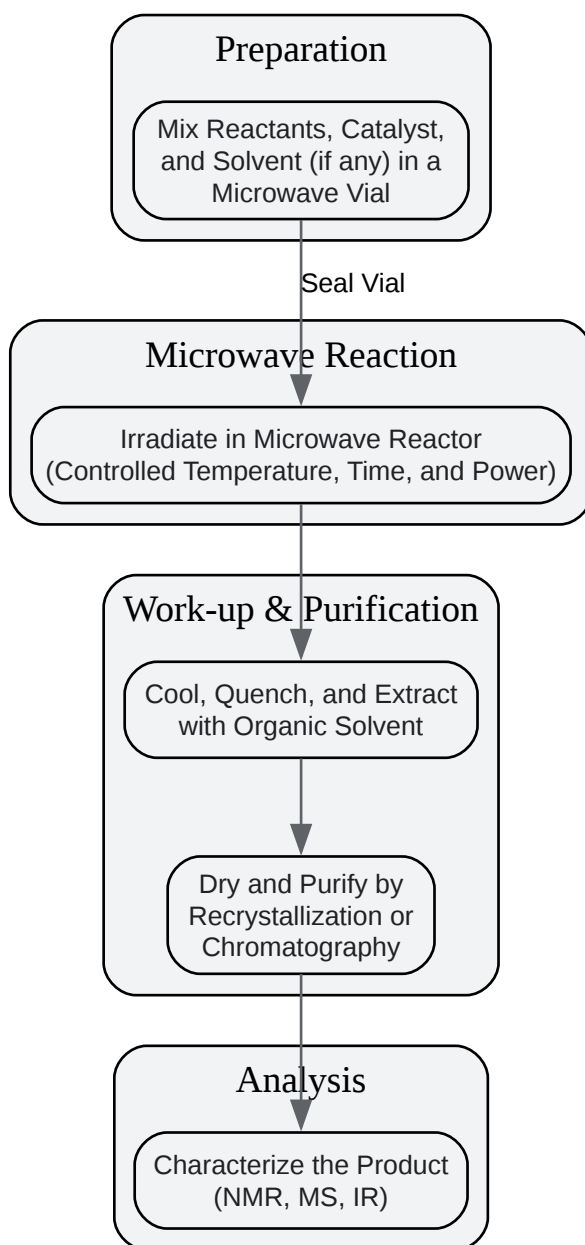 Preparation
Mix Reactants, Catalyst,
and Solvent (if any) in a
Microwave Vial
Seal Vial
Microwave Reaction
Irradiate in Microwave Reactor
(Controlled Temperature, Time, and Power)
Work-up & Purification
Cool, Quench, and Extract
with Organic Solvent
Dry and Purify by
Recrystallization or
Chromatography
Analysis
Characterize the Product
(NMR, MS, IR)